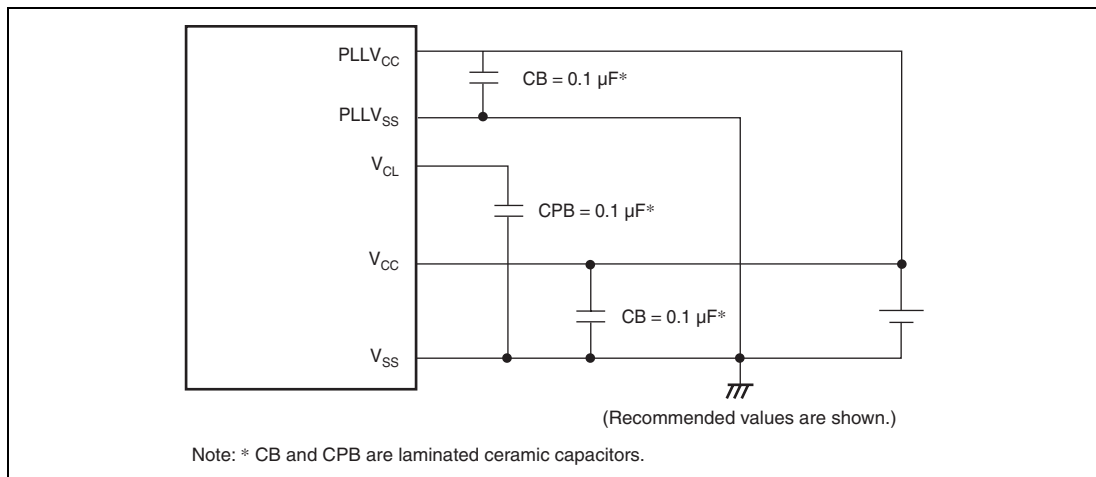 PLLVCC
CB = 0.1 µF*
PLLVSS
VCL
CPB = 0.1 µF*
VCC
CB = 0.1 µF*
VSS
(Recommended values are shown.)
Note: * CB and CPB are laminated ceramic capacitors.